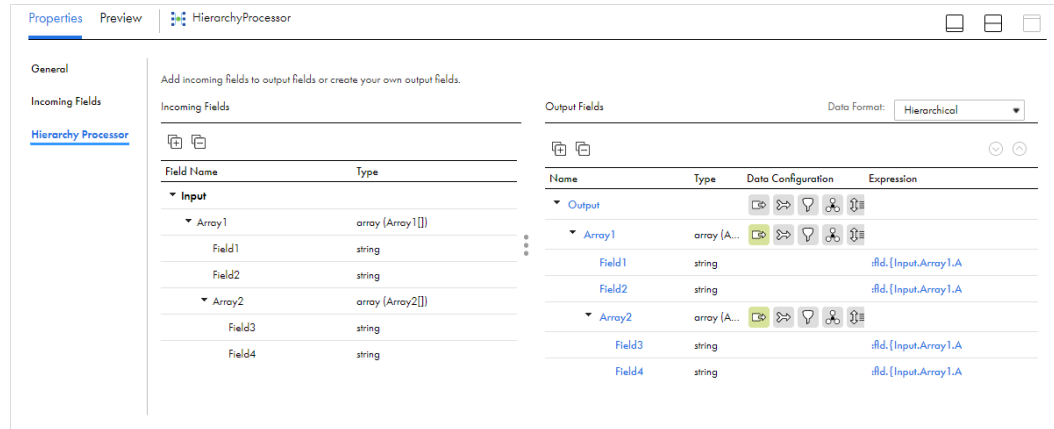 Properties Preview HierarchyProcessor
General
Incoming Fields
Hierarchy Processor
Add incoming fields to output fields or create your own output fields.
Incoming Fields
Field Name Type
Input
Array1 array (Array1[])
Field1 string
Field2 string
Array2 array (Array2[])
Field3 string
Field4 string
Output Fields Data Format: Hierarchical
Name Type Data Configuration Expression
Output
Array1 array (A...
Field1 string :fld.{Input.Array1.A
Field2 string :fld.{Input.Array1.A
Array2 array (A...
Field3 string :fld.{Input.Array1.A
Field4 string :fld.{Input.Array1.A